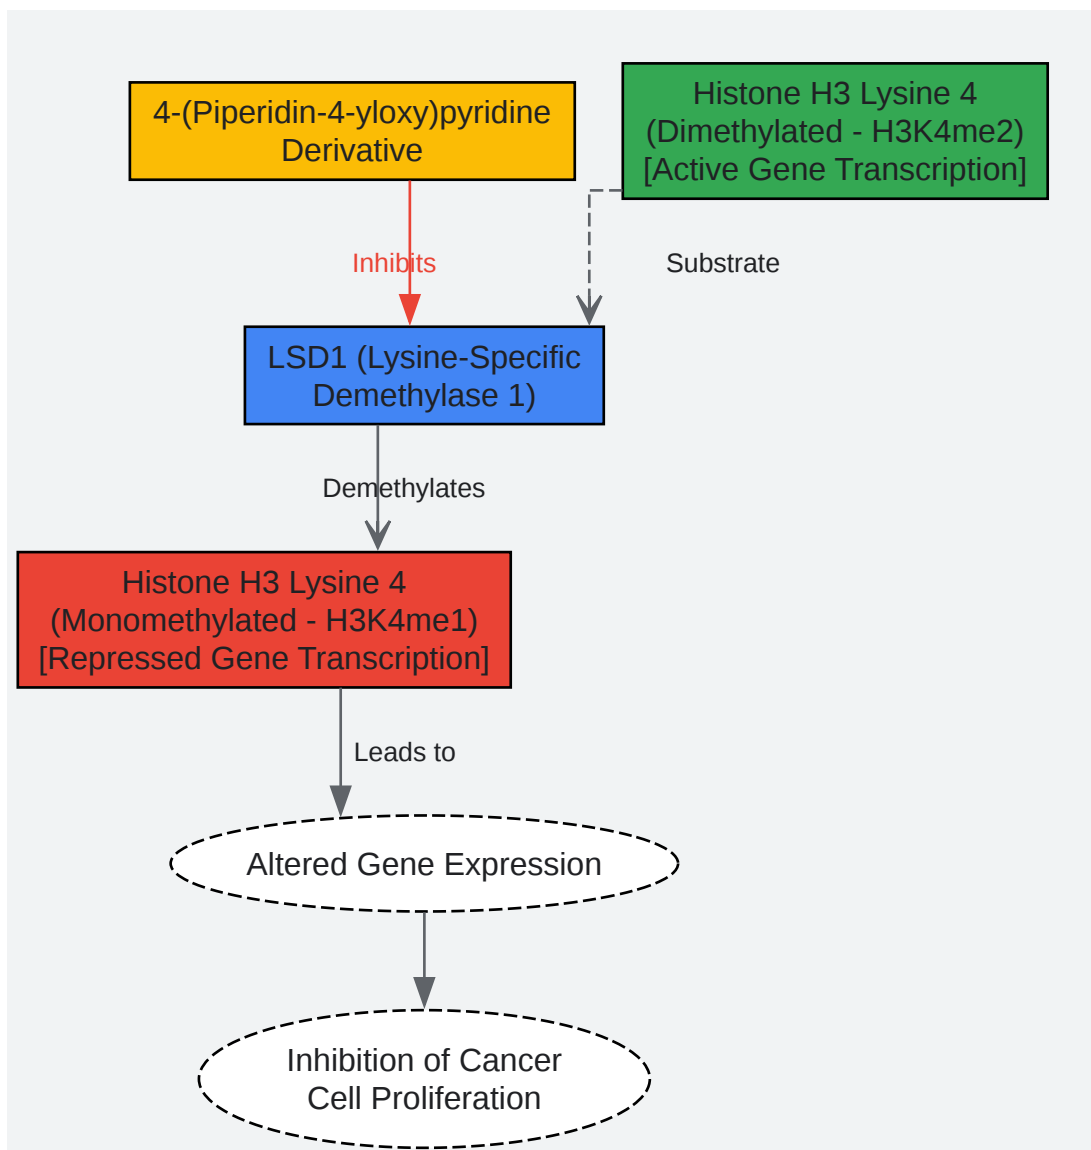 4-(Piperidin-4-yloxy)pyridine
Derivative
Histone H3 Lysine 4
(Dimethylated - H3K4me2)
[Active Gene Transcription]
Inhibits
Substrate
LSD1 (Lysine-Specific
Demethylase 1)
Demethylates
Histone H3 Lysine 4
(Monomethylated - H3K4me1)
[Repressed Gene Transcription]
Leads to
Altered Gene Expression
Inhibition of Cancer
Cell Proliferation